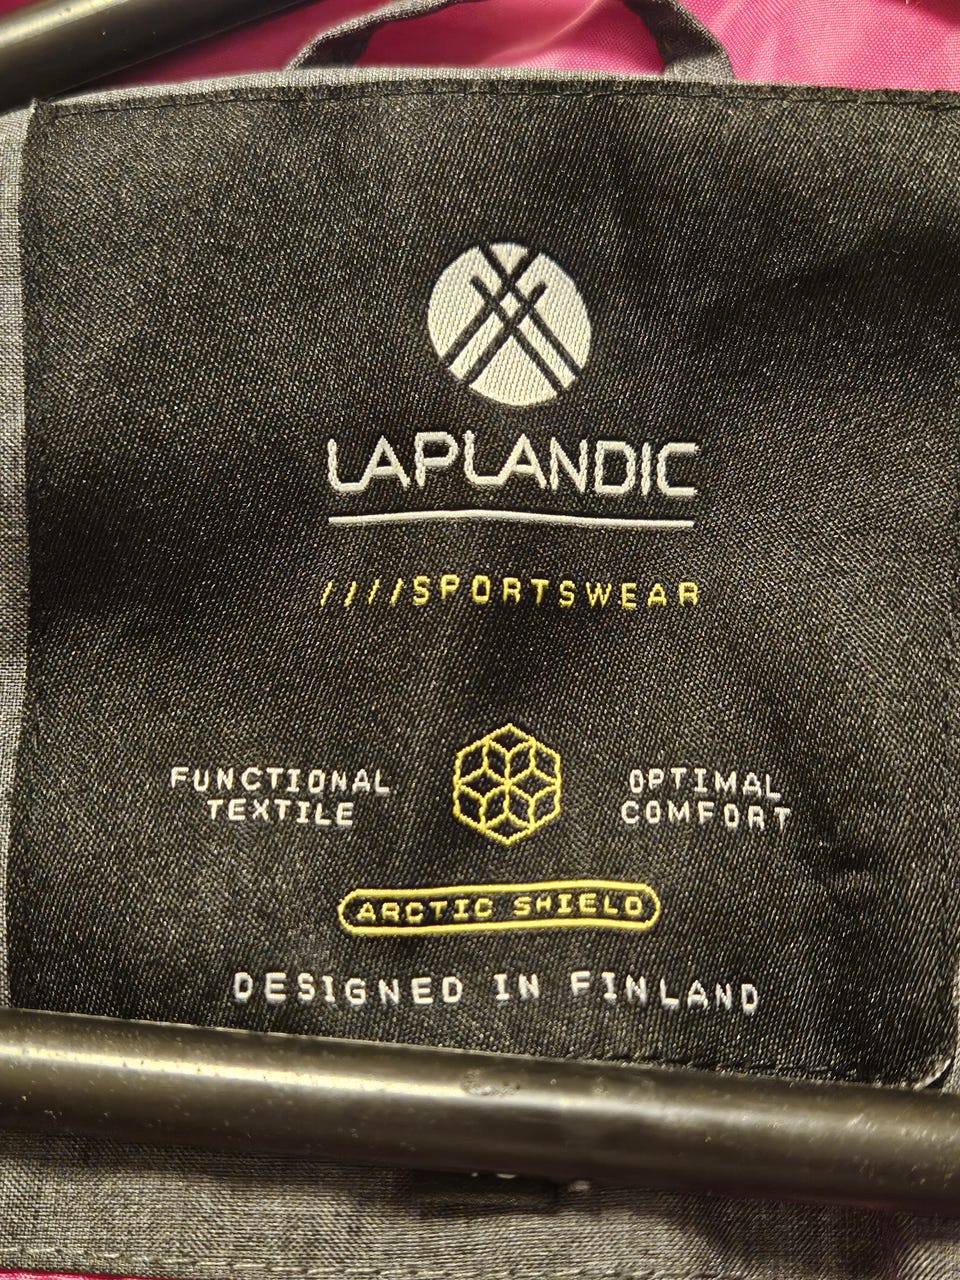 LAPLANDIC
////SPORTSWEAR
FUNCTIONAL
TEXTILE
OPTIMAL
COMFORT
ARCTIC SHIELD
DESIGNED IN FINLAND